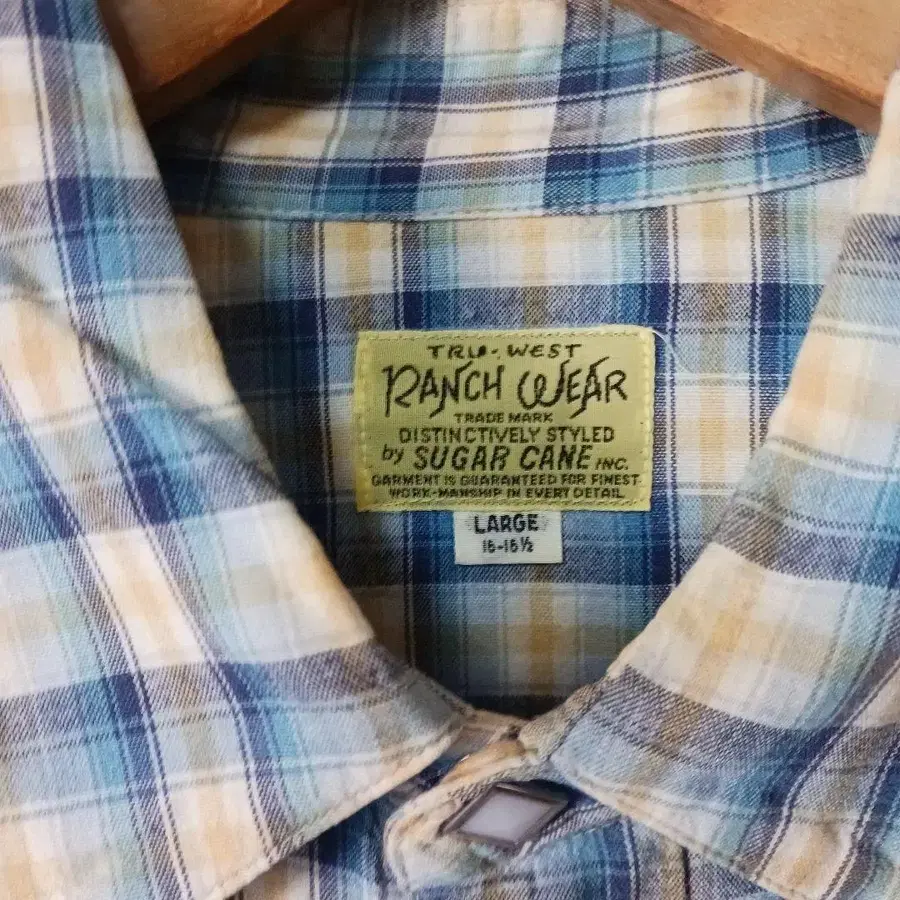 TRU-WEST
RANCH WEAR
TRADE MARK
DISTINCTIVELY STYLED
by SUGAR CANE INC.
GARMENT IS GUARANTEED FOR FINEST
WORK-MANSHIP IN EVERY DETAIL
LARGE
16-16½